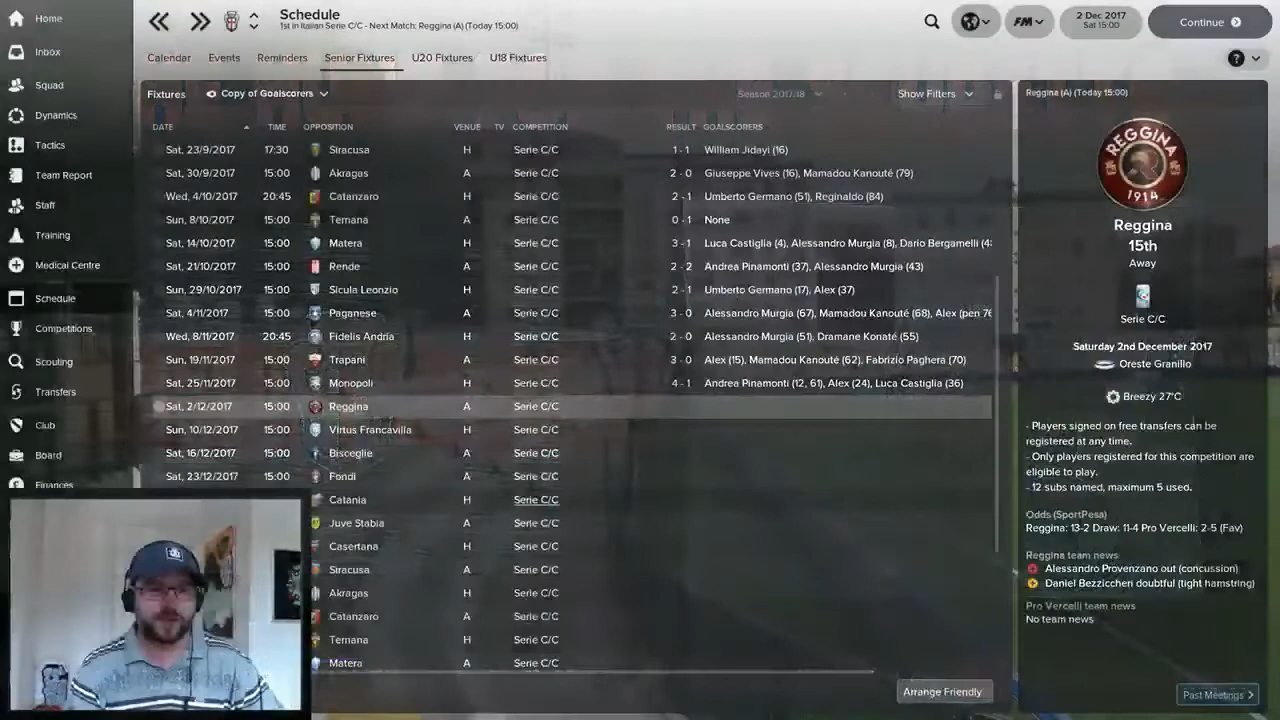 Home
Inbox
Squad
Dynamics
Tactics
Team Report
Staff
Training
Medical Centre
Schedule
Competitions
Scouting
Transfers
Club
Board
Finances
Schedule
1st in Italian Serie C/C - Next Match: Reggina (A) (Today 15:00)
FM
2 Dec 2017
Sat 15:00
Continue
Calendar Events Reminders Senior Fixtures U20 Fixtures U18 Fixtures
?
Fixtures Copy of Goalscorers Season 2017/18 Show Filters
DATE TIME OPPOSITION VENUE TV COMPETITION RESULT GOALSCORERS
Sat, 23/9/2017 17:30 Siracusa H Serie C/C 1 - 1 William Jidayi (16)
Sat, 30/9/2017 15:00 Akragas A Serie C/C 2 - 0 Giuseppe Vives (16), Mamadou Kanouté (79)
Wed, 4/10/2017 20:45 Catanzaro H Serie C/C 2 - 1 Umberto Germano (51), Reginaldo (84)
Sun, 8/10/2017 15:00 Ternana A Serie C/C 0 - 1 None
Sat, 14/10/2017 15:00 Matera H Serie C/C 3 - 1 Luca Castiglia (4), Alessandro Murgia (8), Dario Bergamelli (4
Sat, 21/10/2017 15:00 Rende A Serie C/C 2 - 2 Andrea Pinamonti (37), Alessandro Murgia (43)
Sun, 29/10/2017 15:00 Sicula Leonzio H Serie C/C 2 - 1 Umberto Germano (17), Alex (37)
Sat, 4/11/2017 15:00 Paganese A Serie C/C 3 - 0 Alessandro Murgia (67), Mamadou Kanouté (68), Alex (pen 76
Wed, 8/11/2017 20:45 Fidelis Andria H Serie C/C 2 - 0 Alessandro Murgia (51), Dramane Konaté (55)
Sun, 19/11/2017 15:00 Trapani A Serie C/C 3 - 0 Alex (15), Mamadou Kanouté (62), Fabrizio Paghera (70)
Sat, 25/11/2017 15:00 Monopoli H Serie C/C 4 - 1 Andrea Pinamonti (12, 61), Alex (24), Luca Castiglia (36)
Sat, 2/12/2017 15:00 Reggina A Serie C/C
Sun, 10/12/2017 15:00 Virtus Francavilla H Serie C/C
Sat, 16/12/2017 15:00 Bisceglie A Serie C/C
Sat, 23/12/2017 15:00 Fondi A Serie C/C
Catania H Serie C/C
Juve Stabia A Serie C/C
Casertana H Serie C/C
Siracusa A Serie C/C
Akragas H Serie C/C
Catanzaro A Serie C/C
Ternana H Serie C/C
Matera A Serie C/C
Arrange Friendly
Reggina (A) (Today 15:00)
REGGINA
1914
Reggina
15th
Away
Serie C/C
Saturday 2nd December 2017
Oreste Granillo
Breezy 27°C
- Players signed on free transfers can be
registered at any time.
- Only players registered for this competition are
eligible to play.
- 12 subs named, maximum 5 used.
Odds (SportPesa)
Reggina: 13-2 Draw: 11-4 Pro Vercelli: 2-5 (Fav)
Reggina team news
Alessandro Provenzano out (concussion)
Daniel Bezziccheri doubtful (tight hamstring)
Pro Vercelli team news
No team news
Past Meetings